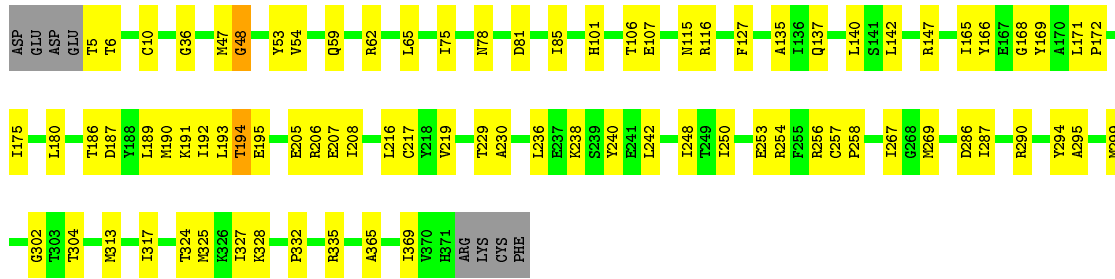 ASP GLU ASP GLU T5 T6 C10 G36 M47 G48 V53 V54 Q59 R62 L65 I75 N78 D81 I85 H101 T106 E107 N115 R116 F127 A135 I136 Q137 L140 S141 L142 R147 I165 Y166 E167 G168 Y169 A170 L171 P172
I175 L180 T186 D187 Y188 L189 M190 K191 I192 L193 T194 E195 E205 R206 E207 I208 L216 C217 Y218 V219 T229 A230 L236 E237 K238 S239 Y240 E241 L242 I248 T249 I250 E253 R254 F255 R256 C257 P258 I267 G268 M269 D286 I287 R290 Y294 A295 M299
G302 T303 T304 M313 I317 T324 M325 K326 I327 K328 P332 R335 A365 I369 V370 H371 ARG LYS CYS PHE